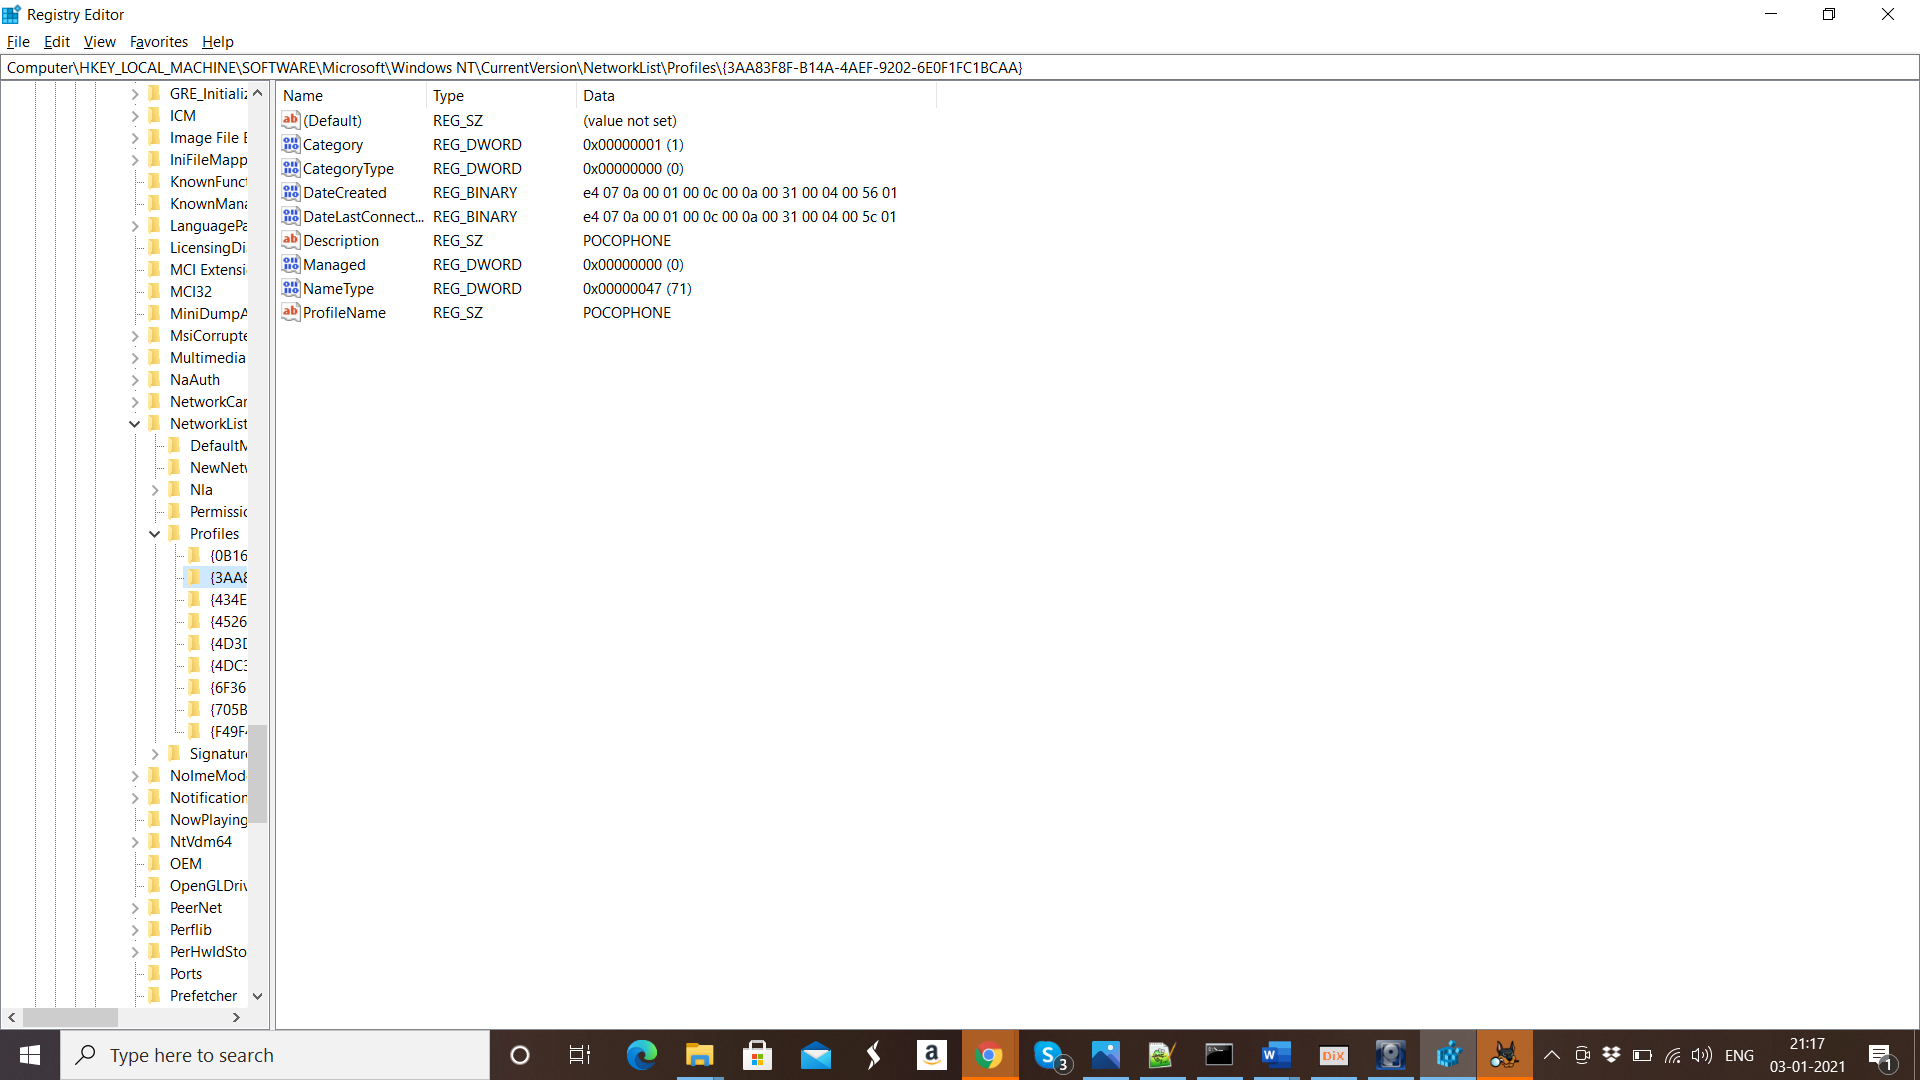 Registry Editor
File Edit View Favorites Help
Computer\HKEY_LOCAL_MACHINE\SOFTWARE\Microsoft\Windows NT\CurrentVersion\NetworkList\Profiles\{3AA83F8F-B14A-4AEF-9202-6E0F1FC1BCAA}
GRE_Initializ
ICM
Image File E
IniFileMapp
KnownFunct
KnownMana
LanguagePa
LicensingDi
MCI Extensi
MCI32
MiniDumpA
MsiCorrupte
Multimedia
NaAuth
NetworkCar
NetworkList
DefaultM
NewNetw
Nla
Permissio
Profiles
{0B16
{3AA8
{434E
{4526
{4D3D
{4DC3
{6F36
{705B
{F49F4
Signature
NoImeMod
Notification
NowPlaying
NtVdm64
OEM
OpenGLDriv
PeerNet
Perflib
PerHwIdSto
Ports
Prefetcher
Name Type Data
(Default) REG_SZ (value not set)
Category REG_DWORD 0x00000001 (1)
CategoryType REG_DWORD 0x00000000 (0)
DateCreated REG_BINARY e4 07 0a 00 01 00 0c 00 0a 00 31 00 04 00 56 01
DateLastConnect... REG_BINARY e4 07 0a 00 01 00 0c 00 0a 00 31 00 04 00 5c 01
Description REG_SZ POCOPHONE
Managed REG_DWORD 0x00000000 (0)
NameType REG_DWORD 0x00000047 (71)
ProfileName REG_SZ POCOPHONE
Type here to search
a
S 3
W
DiX
ENG
21:17
03-01-2021
1